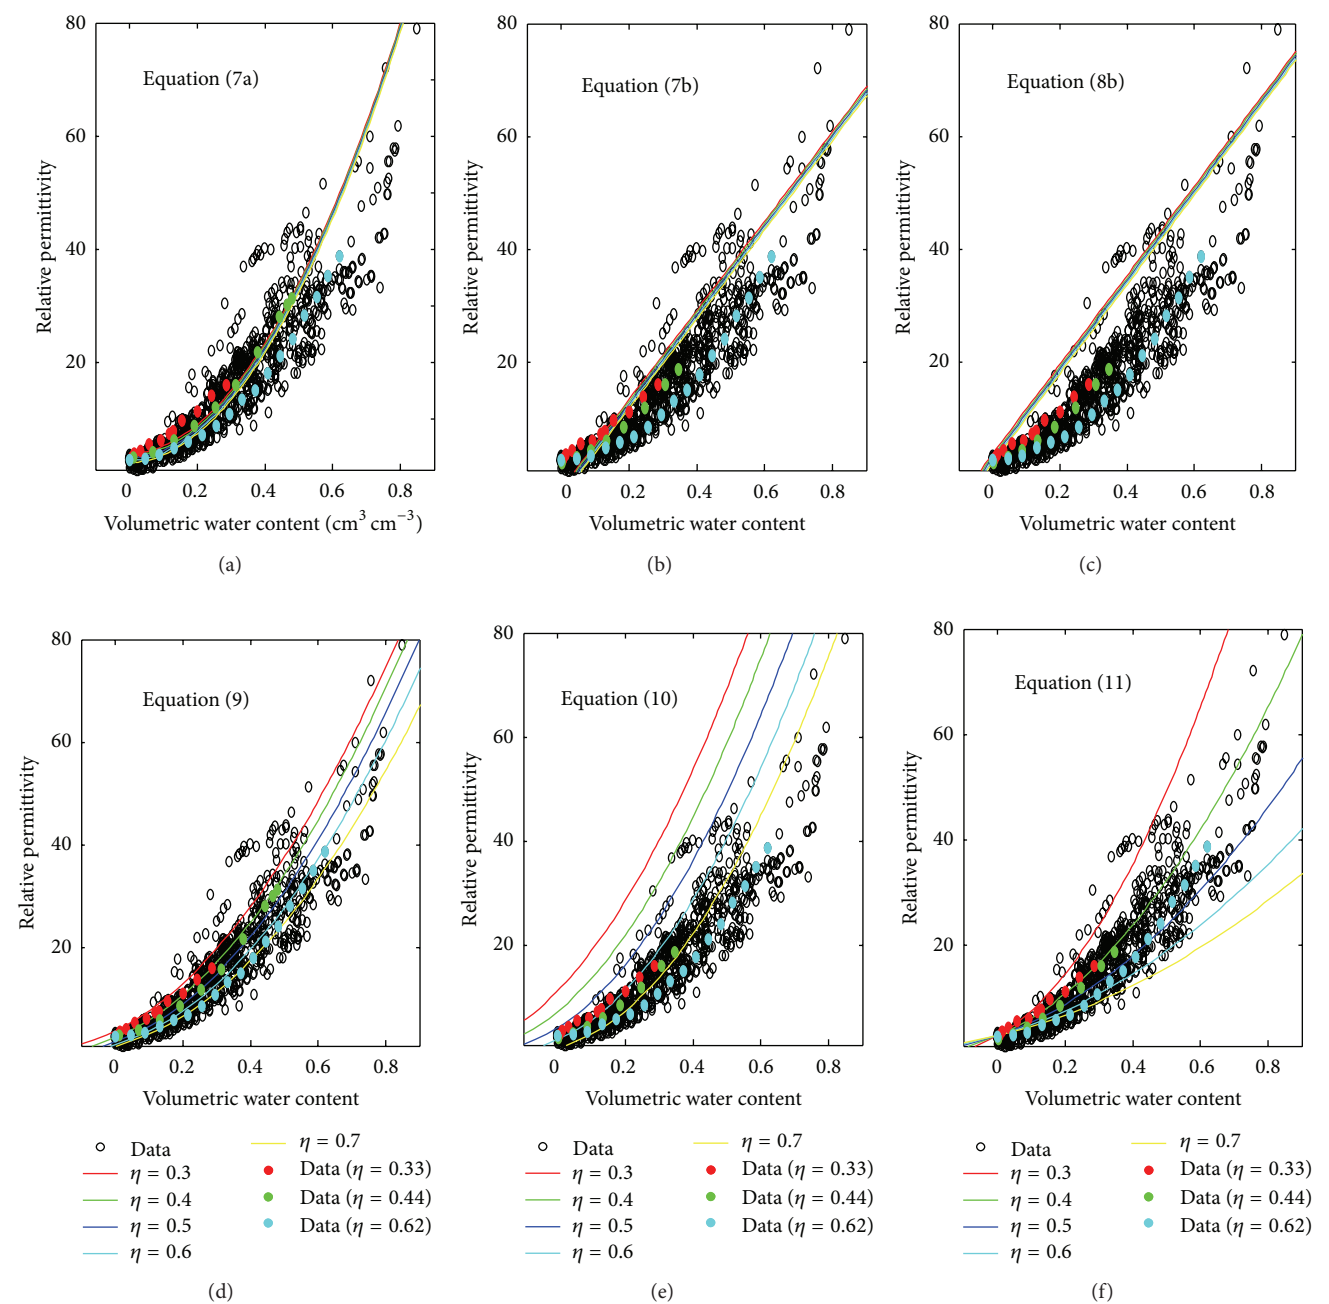 80
60
40
20
Relative permittivity
Equation (7a)
0 0.2 0.4 0.6 0.8
Volumetric water content (cm³ cm⁻³)
(a)
80
60
40
20
Relative permittivity
Equation (7b)
0 0.2 0.4 0.6 0.8
Volumetric water content
(b)
80
60
40
20
Relative permittivity
Equation (8b)
0 0.2 0.4 0.6 0.8
Volumetric water content
(c)
80
60
40
20
Relative permittivity
Equation (9)
0 0.2 0.4 0.6 0.8
Volumetric water content
Data
η = 0.3
η = 0.4
η = 0.5
η = 0.6
η = 0.7
Data (η = 0.33)
Data (η = 0.44)
Data (η = 0.62)
(d)
80
60
40
20
Relative permittivity
Equation (10)
0 0.2 0.4 0.6 0.8
Volumetric water content
Data
η = 0.3
η = 0.4
η = 0.5
η = 0.6
η = 0.7
Data (η = 0.33)
Data (η = 0.44)
Data (η = 0.62)
(e)
80
60
40
20
Relative permittivity
Equation (11)
0 0.2 0.4 0.6 0.8
Volumetric water content
Data
η = 0.3
η = 0.4
η = 0.5
η = 0.6
η = 0.7
Data (η = 0.33)
Data (η = 0.44)
Data (η = 0.62)
(f)